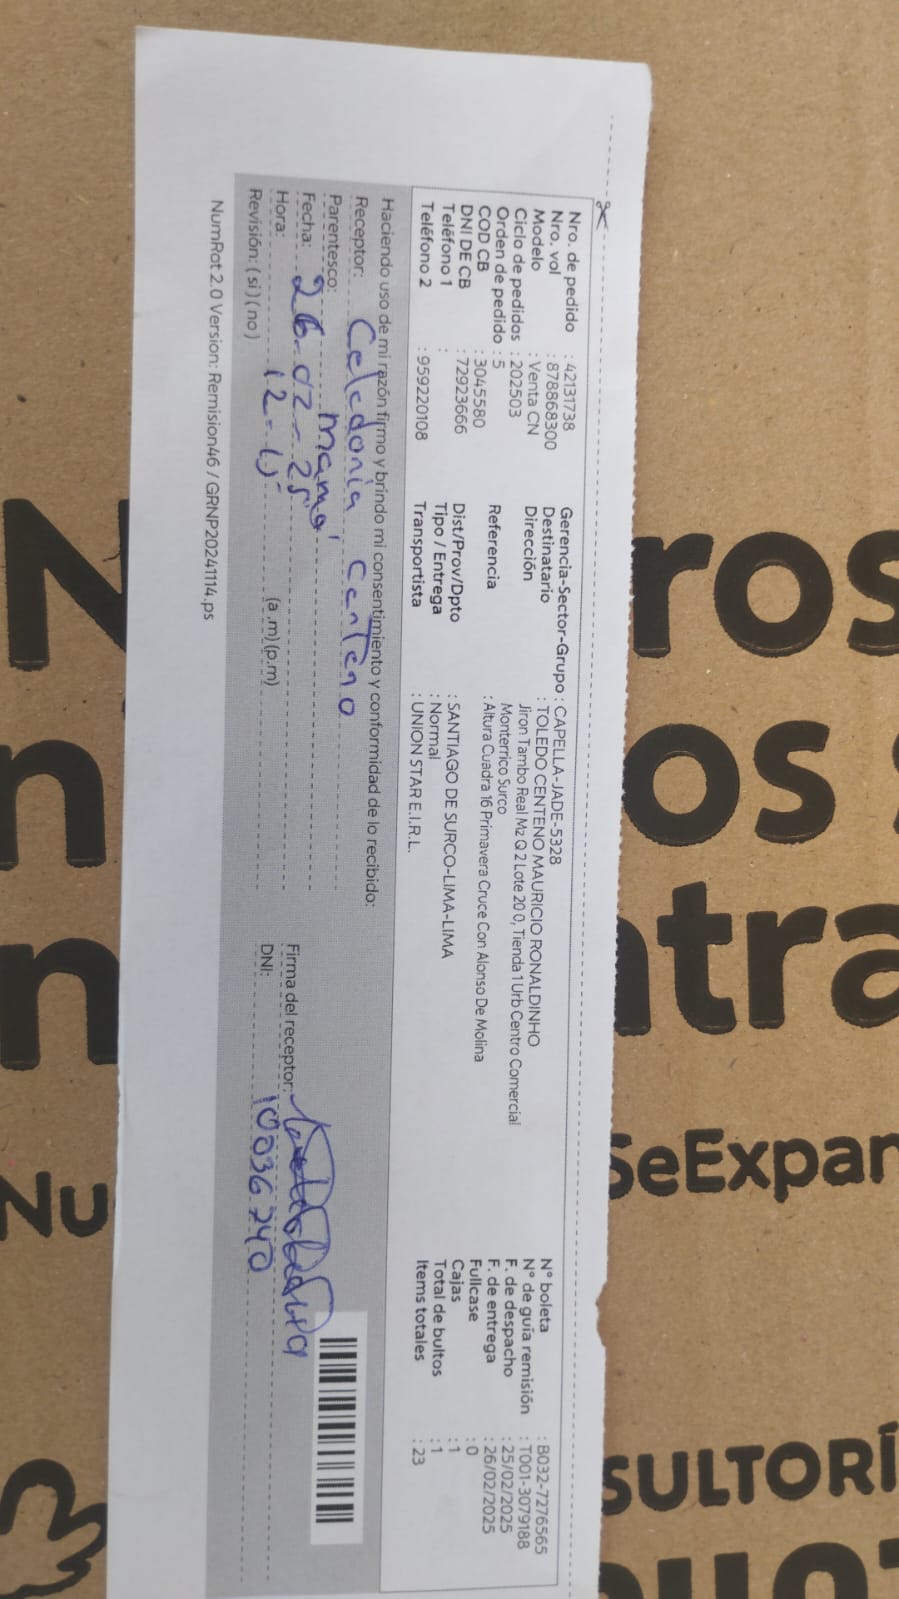 Nro. de pedido : 42131738
Nro. vol : 878868300
Modelo : Venta CN
Ciclo de pedidos : 202503
Orden de pedido : 5
COD CB : 3045580
DNI DE CB : 72923666
Teléfono 1 :
Teléfono 2 : 959220108
Gerencia-Sector-Grupo : CAPELLA-JADE-5328
Destinatario : TOLEDO CENTENO MAURICIO RONALDINHO
Dirección : Jiron Tambo Real Mz Q 2 Lote 20 0, Tienda 1 Urb Centro Comercial
Monterrico Surco
Referencia : Altura Cuadra 16 Primavera Cruce Con Alonso De Molina
Dist/Prov/Dpto : SANTIAGO DE SURCO-LIMA-LIMA
Tipo / Entrega : Normal
Transportista : UNION STAR E.I.R.L.
N° boleta : B032-7276565
N° de guía remisión : T001-3079188
F. de despacho : 25/02/2025
F. de entrega : 26/02/2025
Fullcase : 0
Cajas : 1
Total de bultos : 1
Items totales : 23
Haciendo uso de mi razón firmo y brindo mi consentimiento y conformidad de lo recibido:
Receptor: Celedonia Centeno
Parentesco: mamá
Fecha: 26-02-25
Hora: 12- (a.m) (p.m)
Revisión: (si) (no)
Firma del receptor:
DNI: 10036240
NumRot 2.0 Version: Remision46 / GRNP20241114.ps
ros
os
ntra
SeExpan
Nu
SULTORÍ